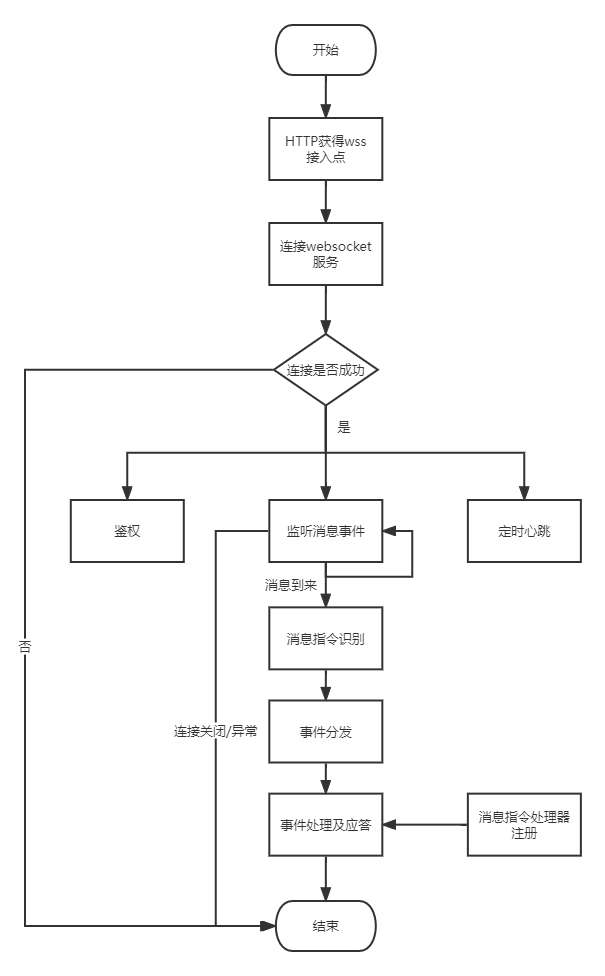 开始
HTTP获得wss
接入点
连接websocket
服务
连接是否成功
是
鉴权
监听消息事件
定时心跳
消息到来
消息指令识别
否
连接关闭/异常
事件分发
事件处理及应答
消息指令处理器
注册
结束